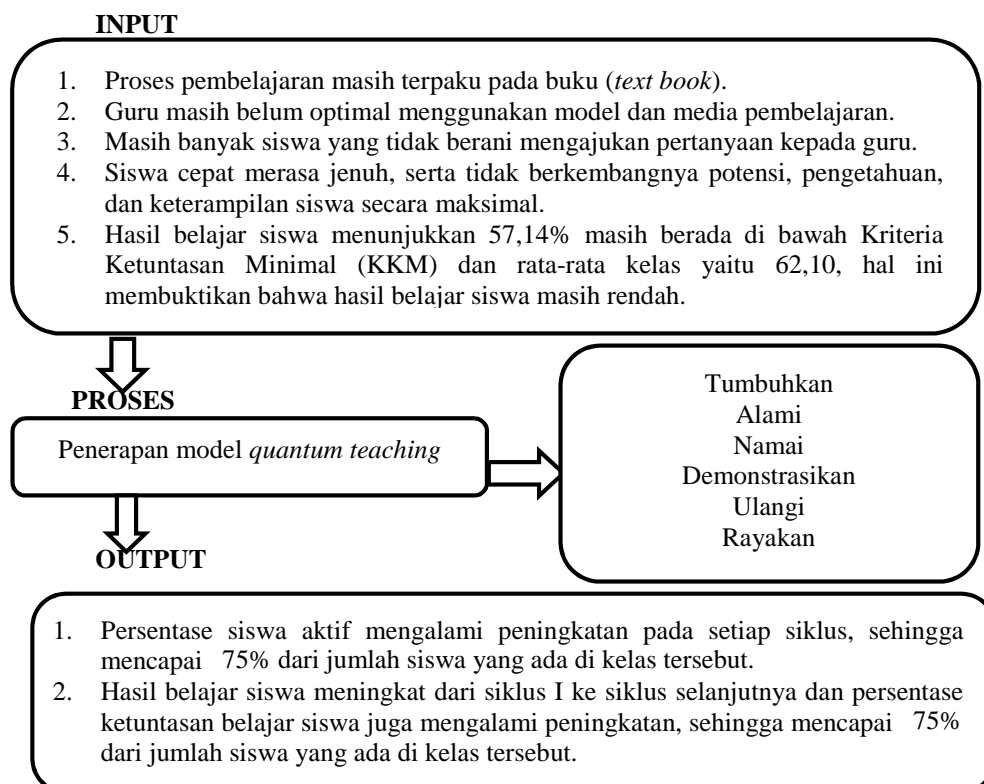 INPUT
1. Proses pembelajaran masih terpaku pada buku (text book).
2. Guru masih belum optimal menggunakan model dan media pembelajaran.
3. Masih banyak siswa yang tidak berani mengajukan pertanyaan kepada guru.
4. Siswa cepat merasa jenuh, serta tidak berkembangnya potensi, pengetahuan,
dan keterampilan siswa secara maksimal.
5. Hasil belajar siswa menunjukkan 57,14% masih berada di bawah Kriteria
Ketuntasan Minimal (KKM) dan rata-rata kelas yaitu 62,10, hal ini
membuktikan bahwa hasil belajar siswa masih rendah.
PROSES
Penerapan model quantum teaching
Tumbuhkan
Alami
Namai
Demonstrasikan
Ulangi
Rayakan
OUTPUT
1. Persentase siswa aktif mengalami peningkatan pada setiap siklus, sehingga
mencapai 75% dari jumlah siswa yang ada di kelas tersebut.
2. Hasil belajar siswa meningkat dari siklus I ke siklus selanjutnya dan persentase
ketuntasan belajar siswa juga mengalami peningkatan, sehingga mencapai 75%
dari jumlah siswa yang ada di kelas tersebut.